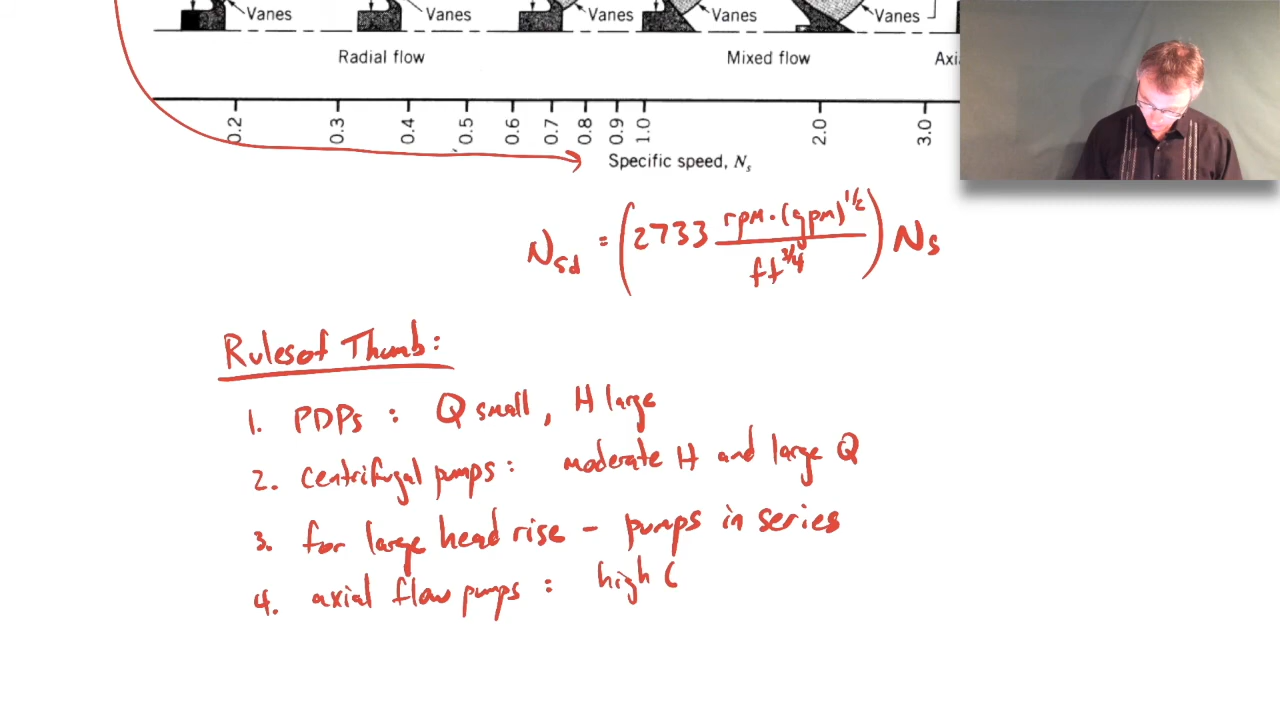 Vanes Vanes Vanes Vanes Vanes
Radial flow Mixed flow Axi
0.2 0.3 0.4 0.5 0.6 0.7 0.8 0.9 1.0 2.0 3.0
Specific speed, Ns
Nsd = (2733 rpm·(gpm)^1/2 / ft^3/4) Ns
Rules of Thumb:
1. PDPs : Q small, H large
2. centrifugal pumps : moderate H and large Q
3. for large head rise - pumps in series
4. axial flow pumps : high